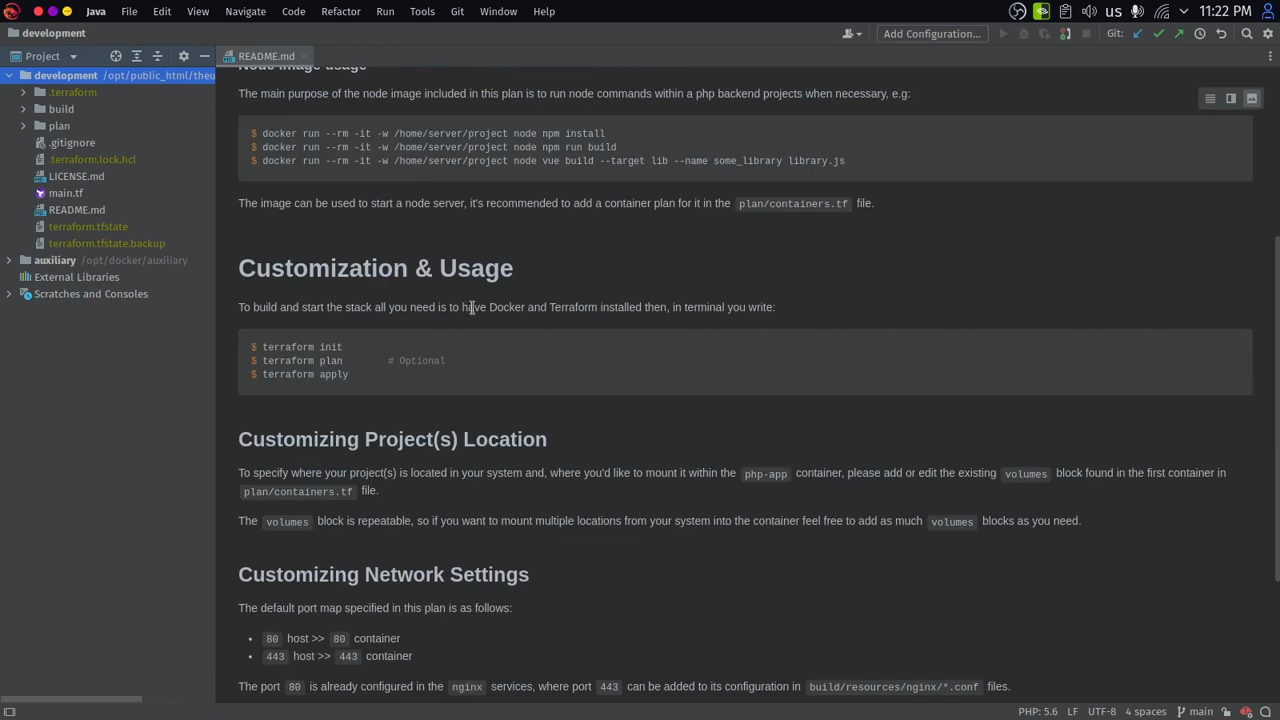 Java File Edit View Navigate Code Refactor Run Tools Git Window Help us 11:22 PM
development Add Configuration... Git:
Project README.md
development /opt/public_html/theu
.terraform
build
plan
.gitignore
.terraform.lock.hcl
LICENSE.md
main.tf
README.md
terraform.tfstate
terraform.tfstate.backup
auxiliary /opt/docker/auxiliary
External Libraries
Scratches and Consoles
Node image usage
The main purpose of the node image included in this plan is to run node commands within a php backend projects when necessary, e.g:
$ docker run --rm -it -w /home/server/project node npm install
$ docker run --rm -it -w /home/server/project node npm run build
$ docker run --rm -it -w /home/server/project node vue build --target lib --name some_library library.js
The image can be used to start a node server, it's recommended to add a container plan for it in the plan/containers.tf file.
Customization & Usage
To build and start the stack all you need is to have Docker and Terraform installed then, in terminal you write:
$ terraform init
$ terraform plan # Optional
$ terraform apply
Customizing Project(s) Location
To specify where your project(s) is located in your system and, where you'd like to mount it within the php-app container, please add or edit the existing volumes block found in the first container in
plan/containers.tf file.
The volumes block is repeatable, so if you want to mount multiple locations from your system into the container feel free to add as much volumes blocks as you need.
Customizing Network Settings
The default port map specified in this plan is as follows:
• 80 host >> 80 container
• 443 host >> 443 container
The port 80 is already configured in the nginx services, where port 443 can be added to its configuration in build/resources/nginx/*.conf files.
PHP: 5.6 LF UTF-8 4 spaces main